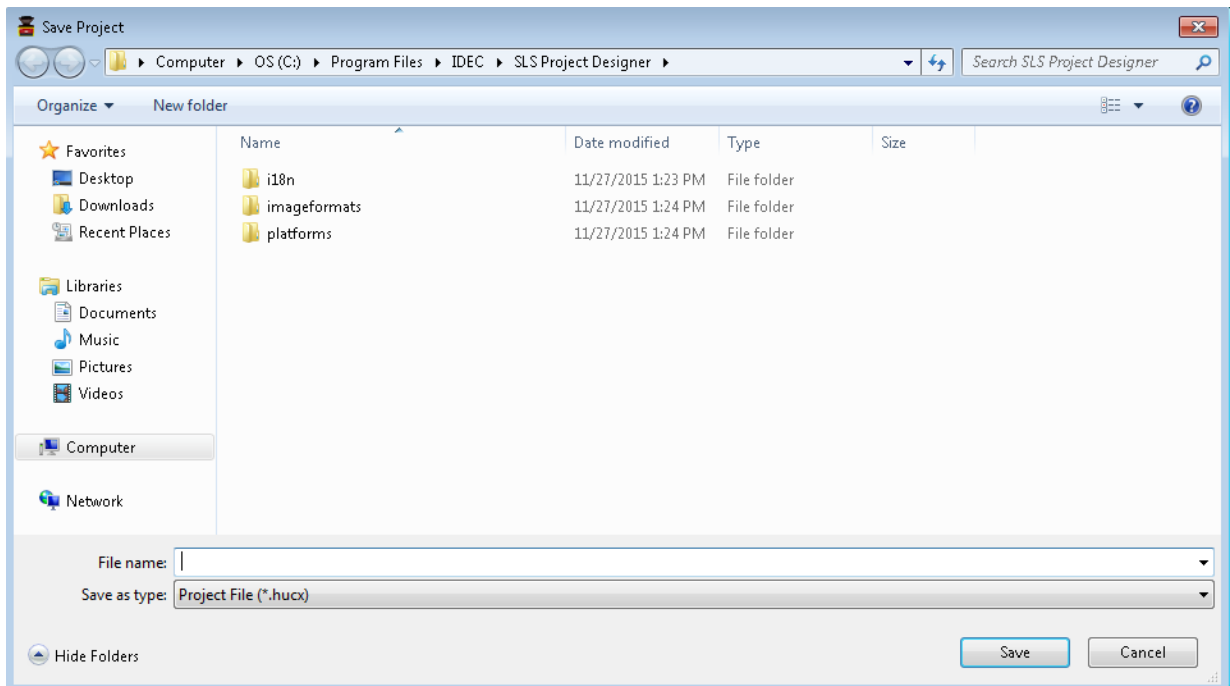 Save Project
Computer ▸ OS (C:) ▸ Program Files ▸ IDEC ▸ SLS Project Designer ▸
Search SLS Project Designer
Organize
New folder
Name Date modified Type Size
Favorites
Desktop
Downloads
Recent Places
Libraries
Documents
Music
Pictures
Videos
Computer
Network
i18n 11/27/2015 1:23 PM File folder
imageformats 11/27/2015 1:24 PM File folder
platforms 11/27/2015 1:24 PM File folder
File name:
Save as type: Project File (*.hucx)
Hide Folders
Save
Cancel